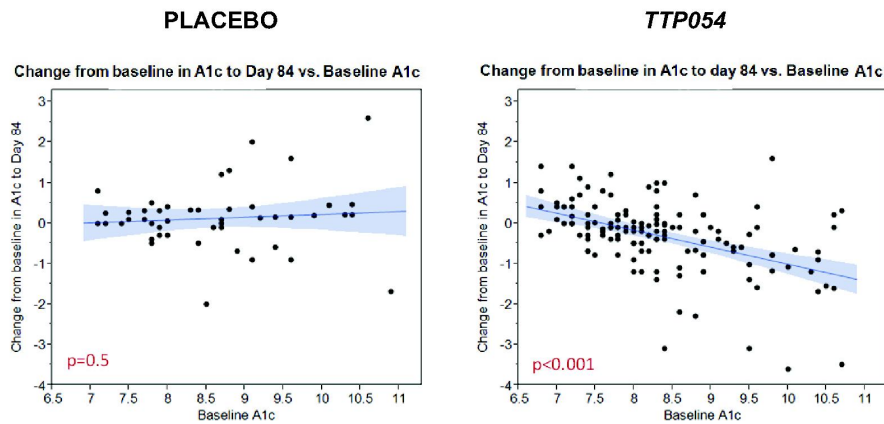 PLACEBO
TTP054
Change from baseline in A1c to Day 84 vs. Baseline A1c
Change from baseline in A1c to day 84 vs. Baseline A1c
Change from baseline in A1c to Day 84
3
2
1
0
-1
-2
-3
-4
p=0.5
6.5 7 7.5 8 8.5 9 9.5 10 10.5 11
Baseline A1c
Change from baseline in A1c to Day 84
3
2
1
0
-1
-2
-3
-4
p<0.001
6.5 7 7.5 8 8.5 9 9.5 10 10.5 11
Baseline A1c